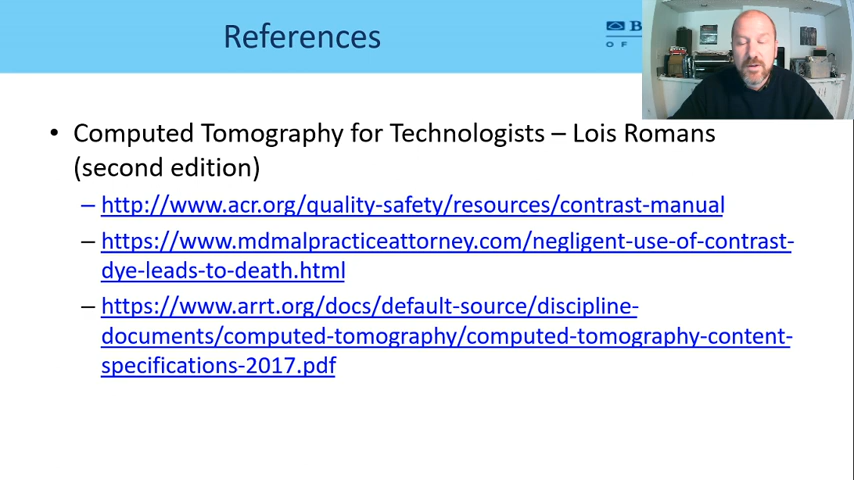 References
B
OF
• Computed Tomography for Technologists – Lois Romans
(second edition)
– http://www.acr.org/quality-safety/resources/contrast-manual
– https://www.mdmalpracticeattorney.com/negligent-use-of-contrast-
dye-leads-to-death.html
– https://www.arrt.org/docs/default-source/discipline-
documents/computed-tomography/computed-tomography-content-
specifications-2017.pdf